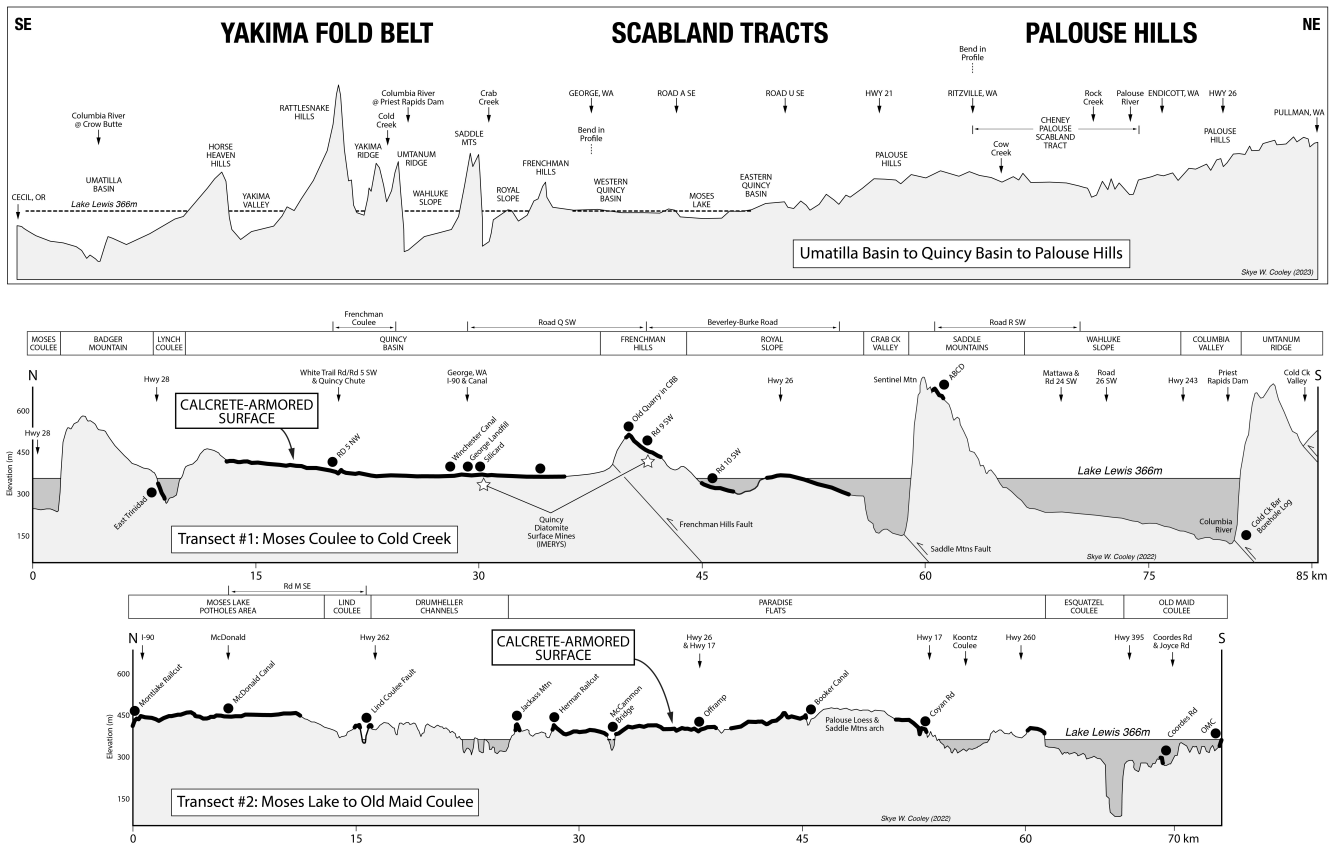 SE
YAKIMA FOLD BELT
SCABLAND TRACTS
PALOUSE HILLS
NE
Bend in
Profile
Columbia River
@ Crow Butte
RATTLESNAKE
HILLS
Columbia River
@ Priest Rapids Dam
Cold
Creek
Crab
Creek
GEORGE, WA
Bend in
Profile
ROAD A SE
ROAD U SE
HWY 21
RITZVILLE, WA
Rock
Creek
Palouse
River
ENDICOTT, WA
HWY 26
PULLMAN, WA
CHENEY
PALOUSE
SCABLAND
TRACT
HORSE
HEAVEN
HILLS
YAKIMA
RIDGE
UMTANUM
RIDGE
SADDLE
MTS
FRENCHMAN
HILLS
PALOUSE
HILLS
Cow
Creek
PALOUSE
HILLS
CECIL, OR
UMATILLA
BASIN
Lake Lewis 366m
YAKIMA
VALLEY
WAHLUKE
SLOPE
ROYAL
SLOPE
WESTERN
QUINCY
BASIN
MOSES
LAKE
EASTERN
QUINCY
BASIN
Umatilla Basin to Quincy Basin to Palouse Hills
Skye W. Cooley (2023)
Frenchman
Coulee
Road Q SW
Beverley-Burke Road
Road R SW
MOSES
COULEE
BADGER
MOUNTAIN
LYNCH
COULEE
QUINCY
BASIN
FRENCHMAN
HILLS
ROYAL
SLOPE
CRAB CK
VALLEY
SADDLE
MOUNTAINS
WAHLUKE
SLOPE
COLUMBIA
VALLEY
UMTANUM
RIDGE
N
S
Hwy 28
Hwy 28
White Trail Rd/Rd 5 SW
& Quincy Chute
George, WA
I-90 & Canal
Hwy 26
Sentinel Mtn
ABCD
Mattawa &
Rd 24 SW
Road
26 SW
Hwy 243
Priest
Rapids Dam
Cold Ck
Valley
CALCRETE-ARMORED
SURFACE
Elevation (m)
600
450
300
150
East Trinidad
RD 5 NW
Winchester Canal
George Landfill
Silicard
Old Quarry in CRB
Rd 9 SW
Rd 10 SW
Lake Lewis 366m
Quincy
Diatomite
Surface Mines
(IMERYS)
Frenchman Hills Fault
Saddle Mtns Fault
Columbia
River
Cold Ck Bar
Borehole Log
Transect #1: Moses Coulee to Cold Creek
Skye W. Cooley (2022)
0
15
30
45
60
75
85 km
Rd M SE
MOSES LAKE
POTHOLES AREA
LIND
COULEE
DRUMHELLER
CHANNELS
PARADISE
FLATS
ESQUATZEL
COULEE
OLD MAID
COULEE
N
S
I-90
McDonald
Hwy 262
CALCRETE-ARMORED
SURFACE
Hwy 26
& Hwy 17
Hwy 17
Koontz
Coulee
Hwy 260
Hwy 395
Coordes Rd
& Joyce Rd
Elevation (m)
600
450
300
150
Montlake Railcut
McDonald Canal
Lind Coulee Fault
Jackass Mtn
Herman Railcut
McCammon
Bridge
Offramp
Booker Canal
Palouse Loess &
Saddle Mtns arch
Coyan Rd
Lake Lewis 366m
Coordes Rd
OMC
Transect #2: Moses Lake to Old Maid Coulee
Skye W. Cooley (2022)
0
15
30
45
60
70 km